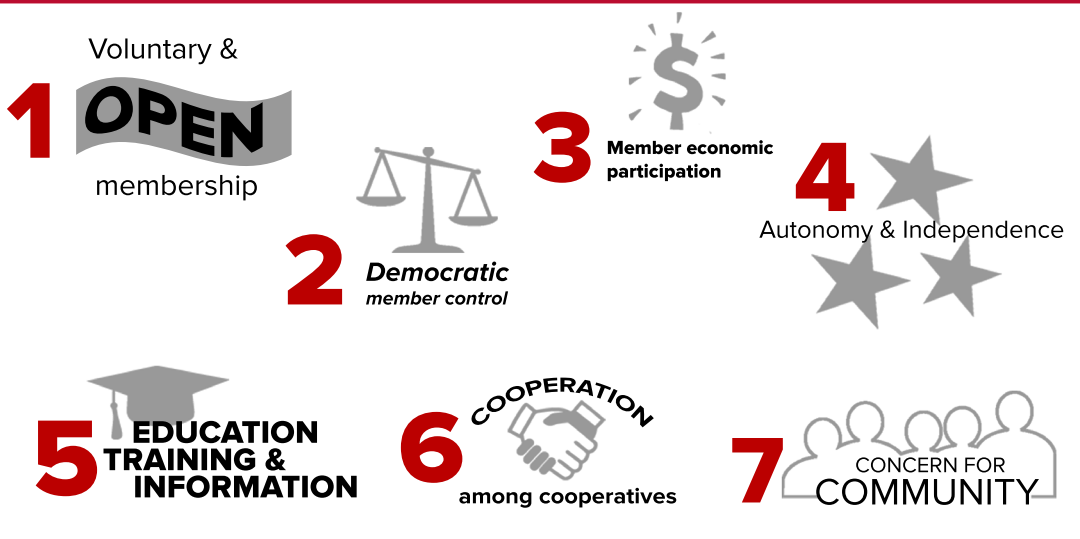 1
Voluntary &
OPEN
membership
2
Democratic
member control
3
$
Member economic
participation
4
Autonomy & Independence
5
EDUCATION
TRAINING &
INFORMATION
6
COOPERATION
among cooperatives
7
CONCERN FOR
COMMUNITY